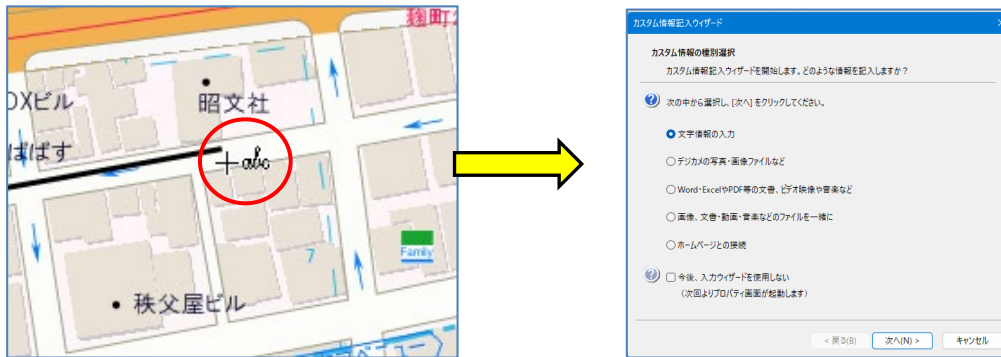 麹町2
DXビル
昭文社
ぱぱす
+abc
7
Family
秩父屋ビル
カスタム情報記入ウィザード
カスタム情報の種別選択
カスタム情報記入ウィザードを開始します。どのような情報を記入しますか？
次の中から選択し、[次へ] をクリックしてください。
文字情報の入力
デジカメの写真・画像ファイルなど
Word・ExcelやPDF等の文書、ビデオ映像や音楽など
画像、文書・動画・音楽などのファイルを一緒に
ホームページとの接続
今後、入力ウィザードを使用しない
（次回よりプロパティ画面が起動します）
< 戻る(B)
次へ(N) >
キャンセル